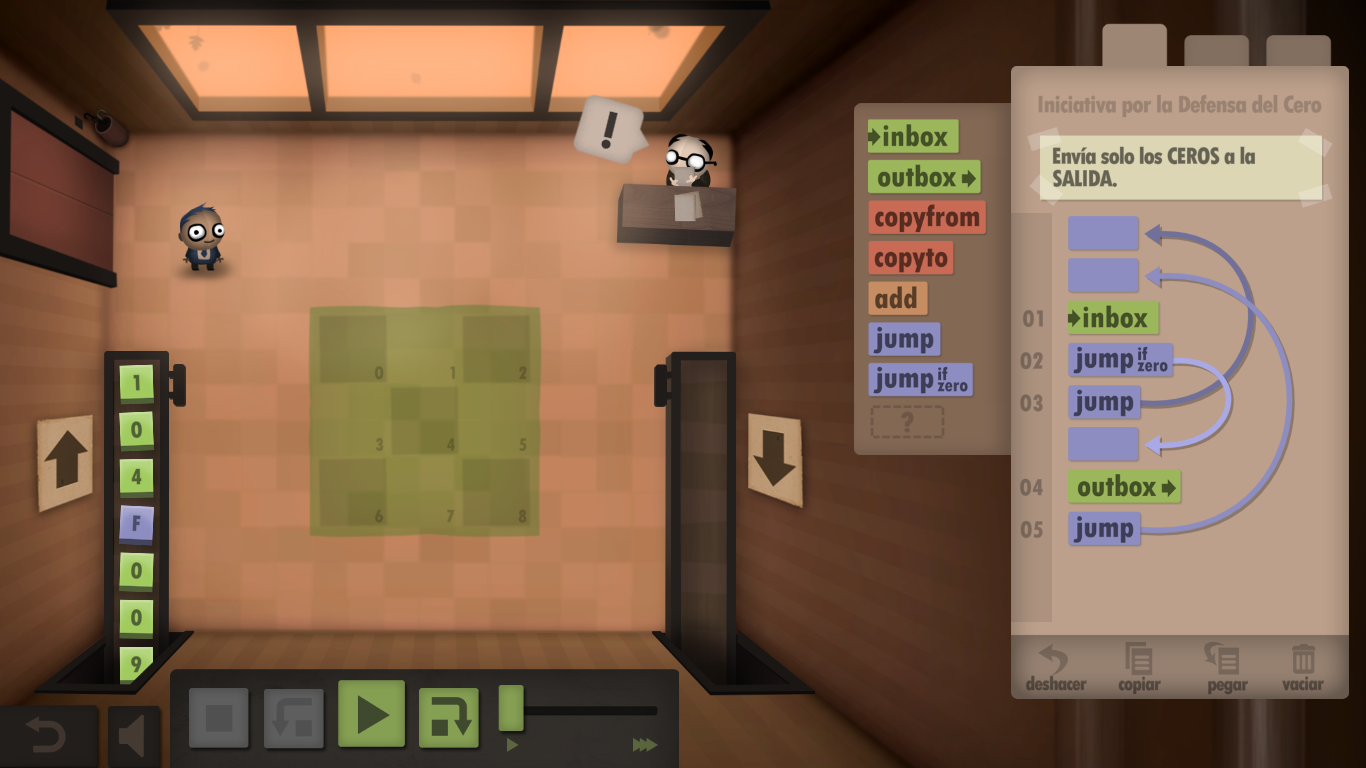 !
1
0
4
F
0
0
9
0
1
2
3
4
5
6
7
8
inbox
outbox
copyfrom
copyto
add
jump
jump if zero
?
Iniciativa por la Defensa del Cero
Envía solo los CEROS a la
SALIDA.
01 inbox
02 jump if zero
03 jump
04 outbox
05 jump
deshacer copiar pegar vaciar